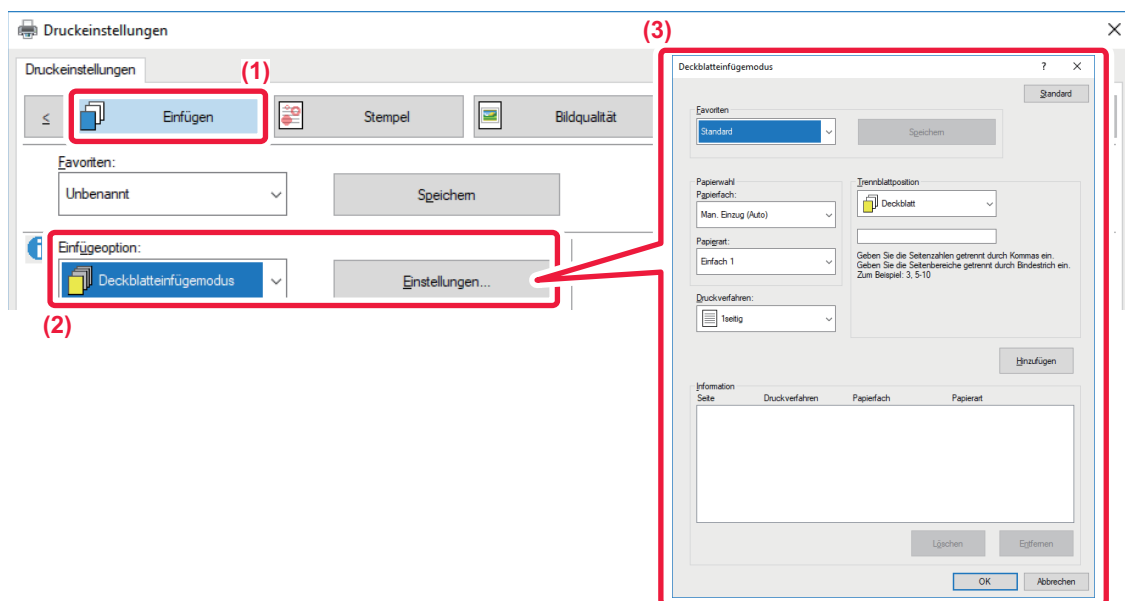 Druckeinstellungen
(3)
Druckeinstellungen
(1)
<
Einfügen
Stempel
Bildqualität
Favoriten:
Unbenannt
Speichern
Einfügeoption:
Deckblatteinfügemodus
Einstellungen...
(2)
Deckblatteinfügemodus
?
Standard
Favoriten
Standard
Speichern
Papierwahl
Papierfach:
Man. Einzug (Auto)
Papierart:
Einfach 1
Druckverfahren:
1seitig
Trennblattposition
Deckblatt
Geben Sie die Seitenzahlen getrennt durch Kommas ein.
Geben Sie die Seitenbereiche getrennt durch Bindestrich ein.
Zum Beispiel: 3, 5-10
Hinzufügen
Information
Seite Druckverfahren Papierfach Papierart
Löschen
Entfernen
OK
Abbrechen